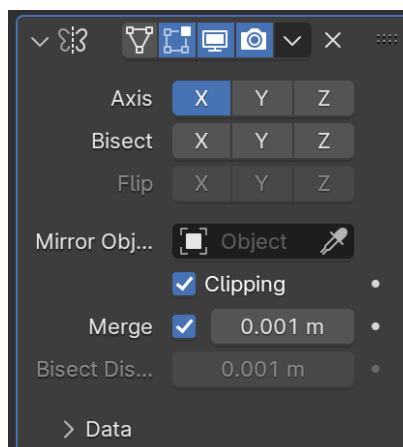 Axis X Y Z
Bisect X Y Z
Flip X Y Z
Mirror Obj... Object
Clipping
Merge 0.001 m
Bisect Dis... 0.001 m
Data